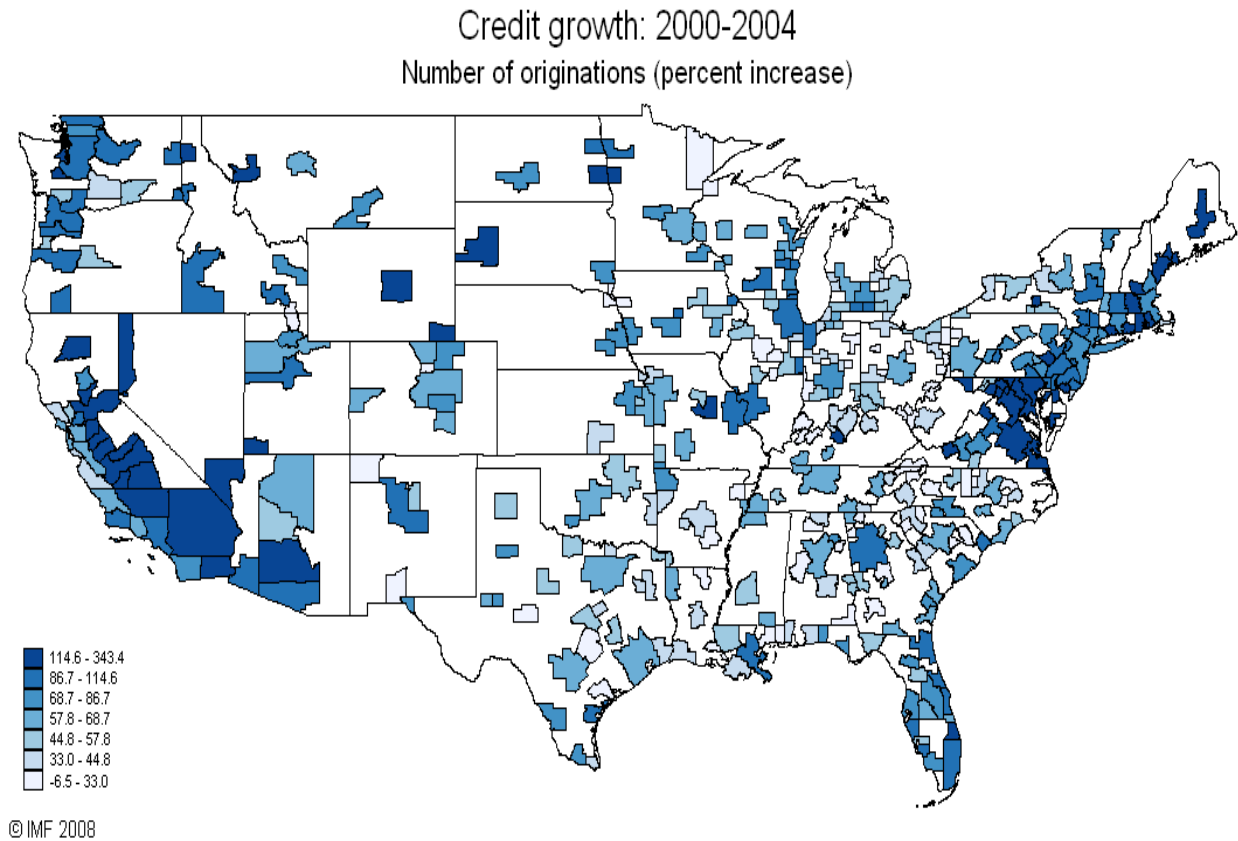 Credit growth: 2000-2004
Number of originations (percent increase)
114.6 - 343.4
86.7 - 114.6
68.7 - 86.7
57.8 - 68.7
44.8 - 57.8
33.0 - 44.8
-6.5 - 33.0
© IMF 2008